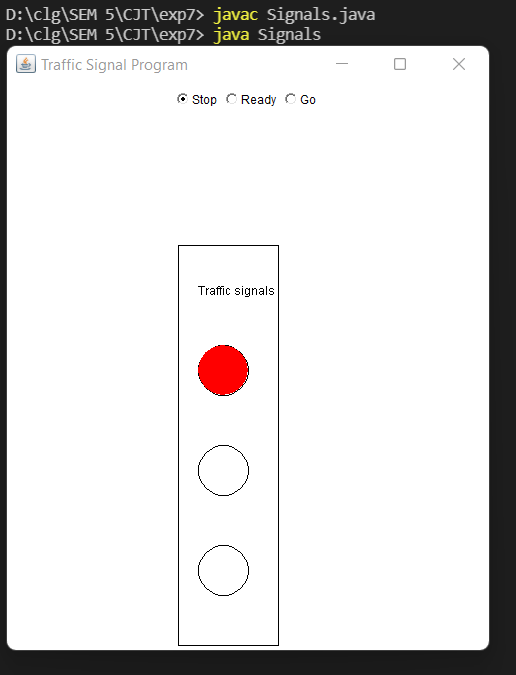 D:\clg\SEM 5\CJT\exp7> javac Signals.java
D:\clg\SEM 5\CJT\exp7> java Signals
Traffic Signal Program
Stop Ready Go
Traffic signals